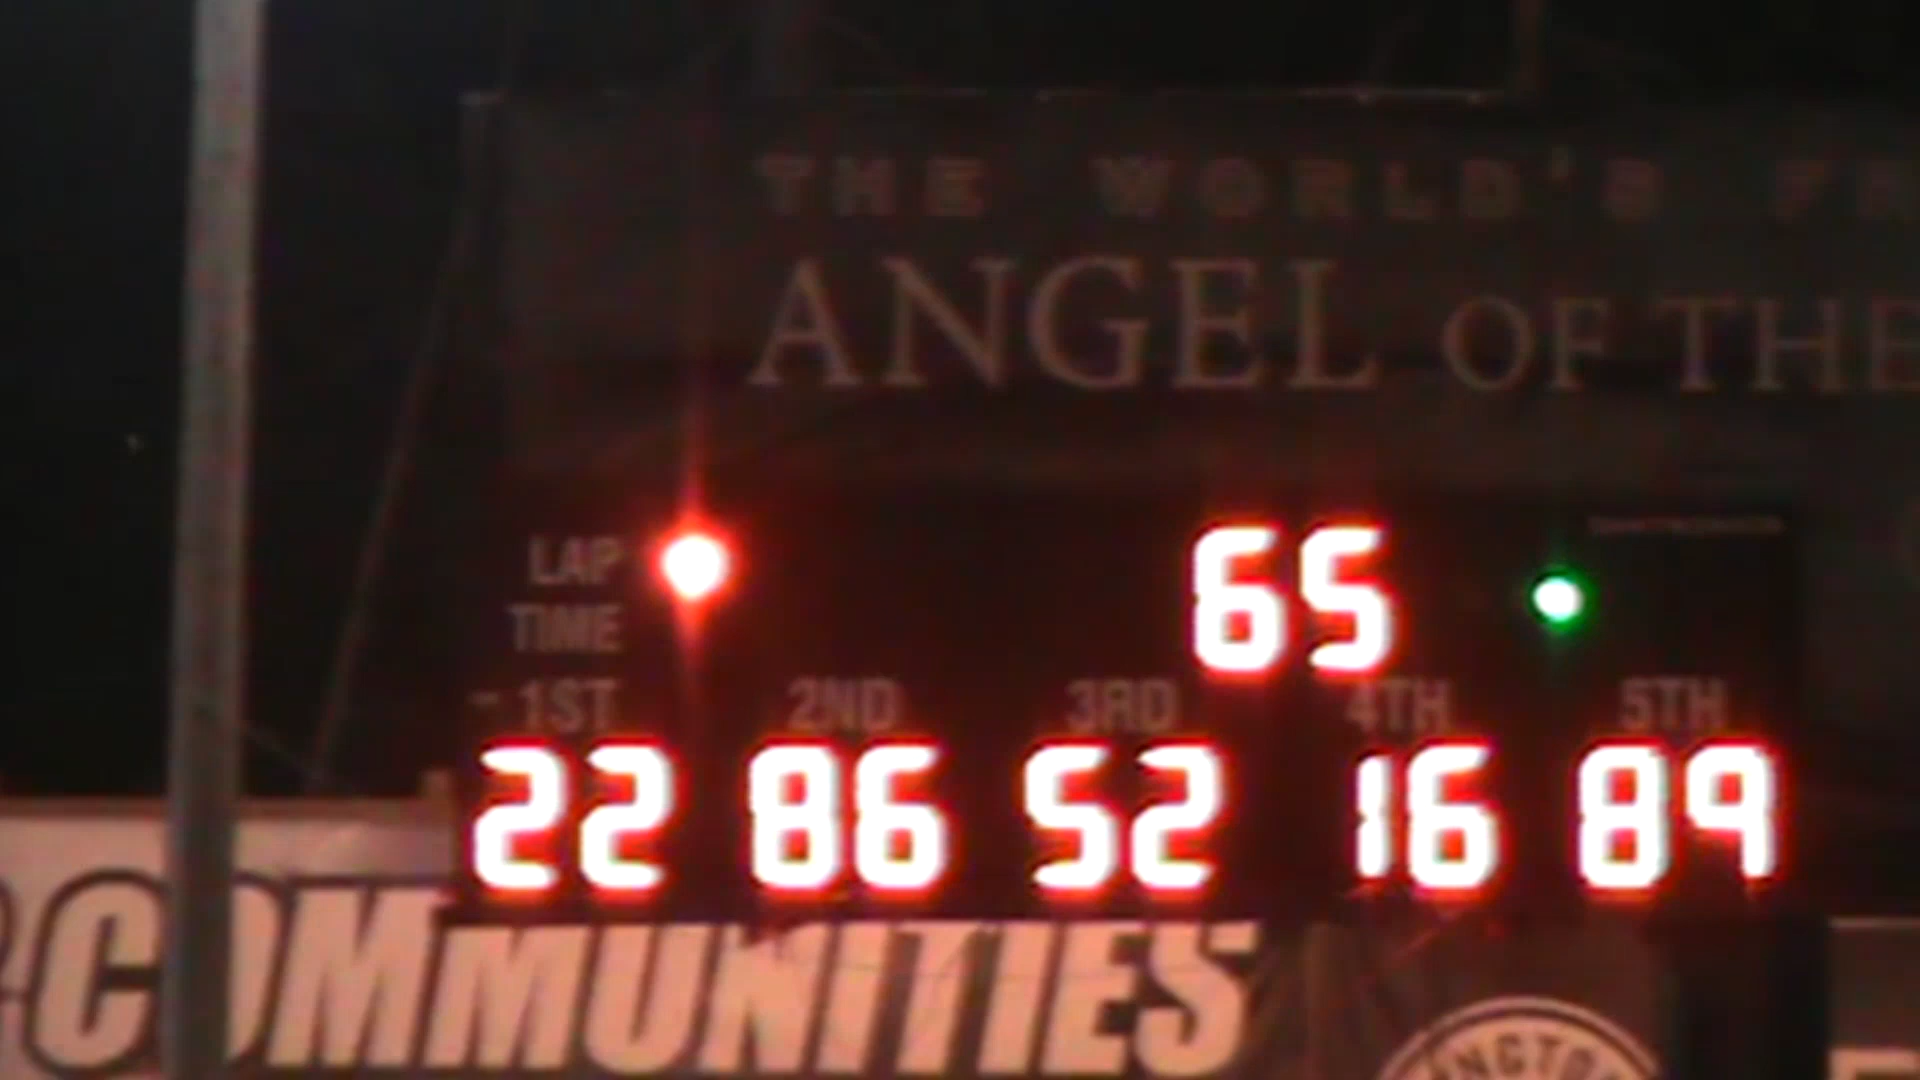 THE WORLD'S
ANGEL OF THE
LAP 65
TIME
1ST 2ND 3RD 4TH 5TH
22 86 52 16 89
COMMUNITIES